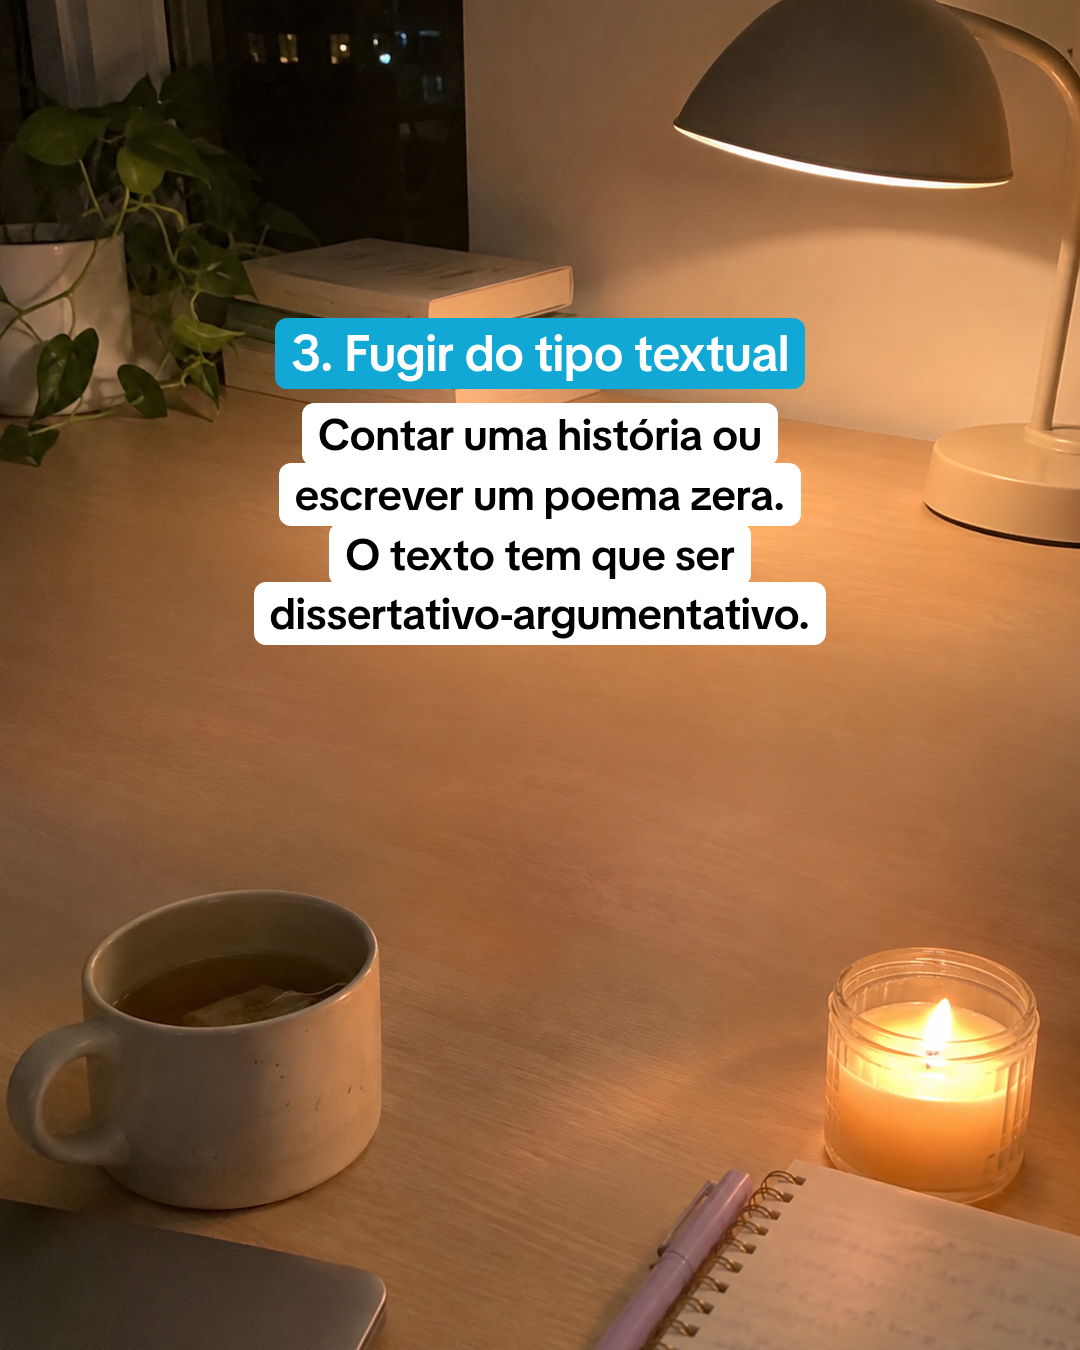 3. Fugir do tipo textual
Contar uma história ou
escrever um poema zera.
O texto tem que ser
dissertativo-argumentativo.